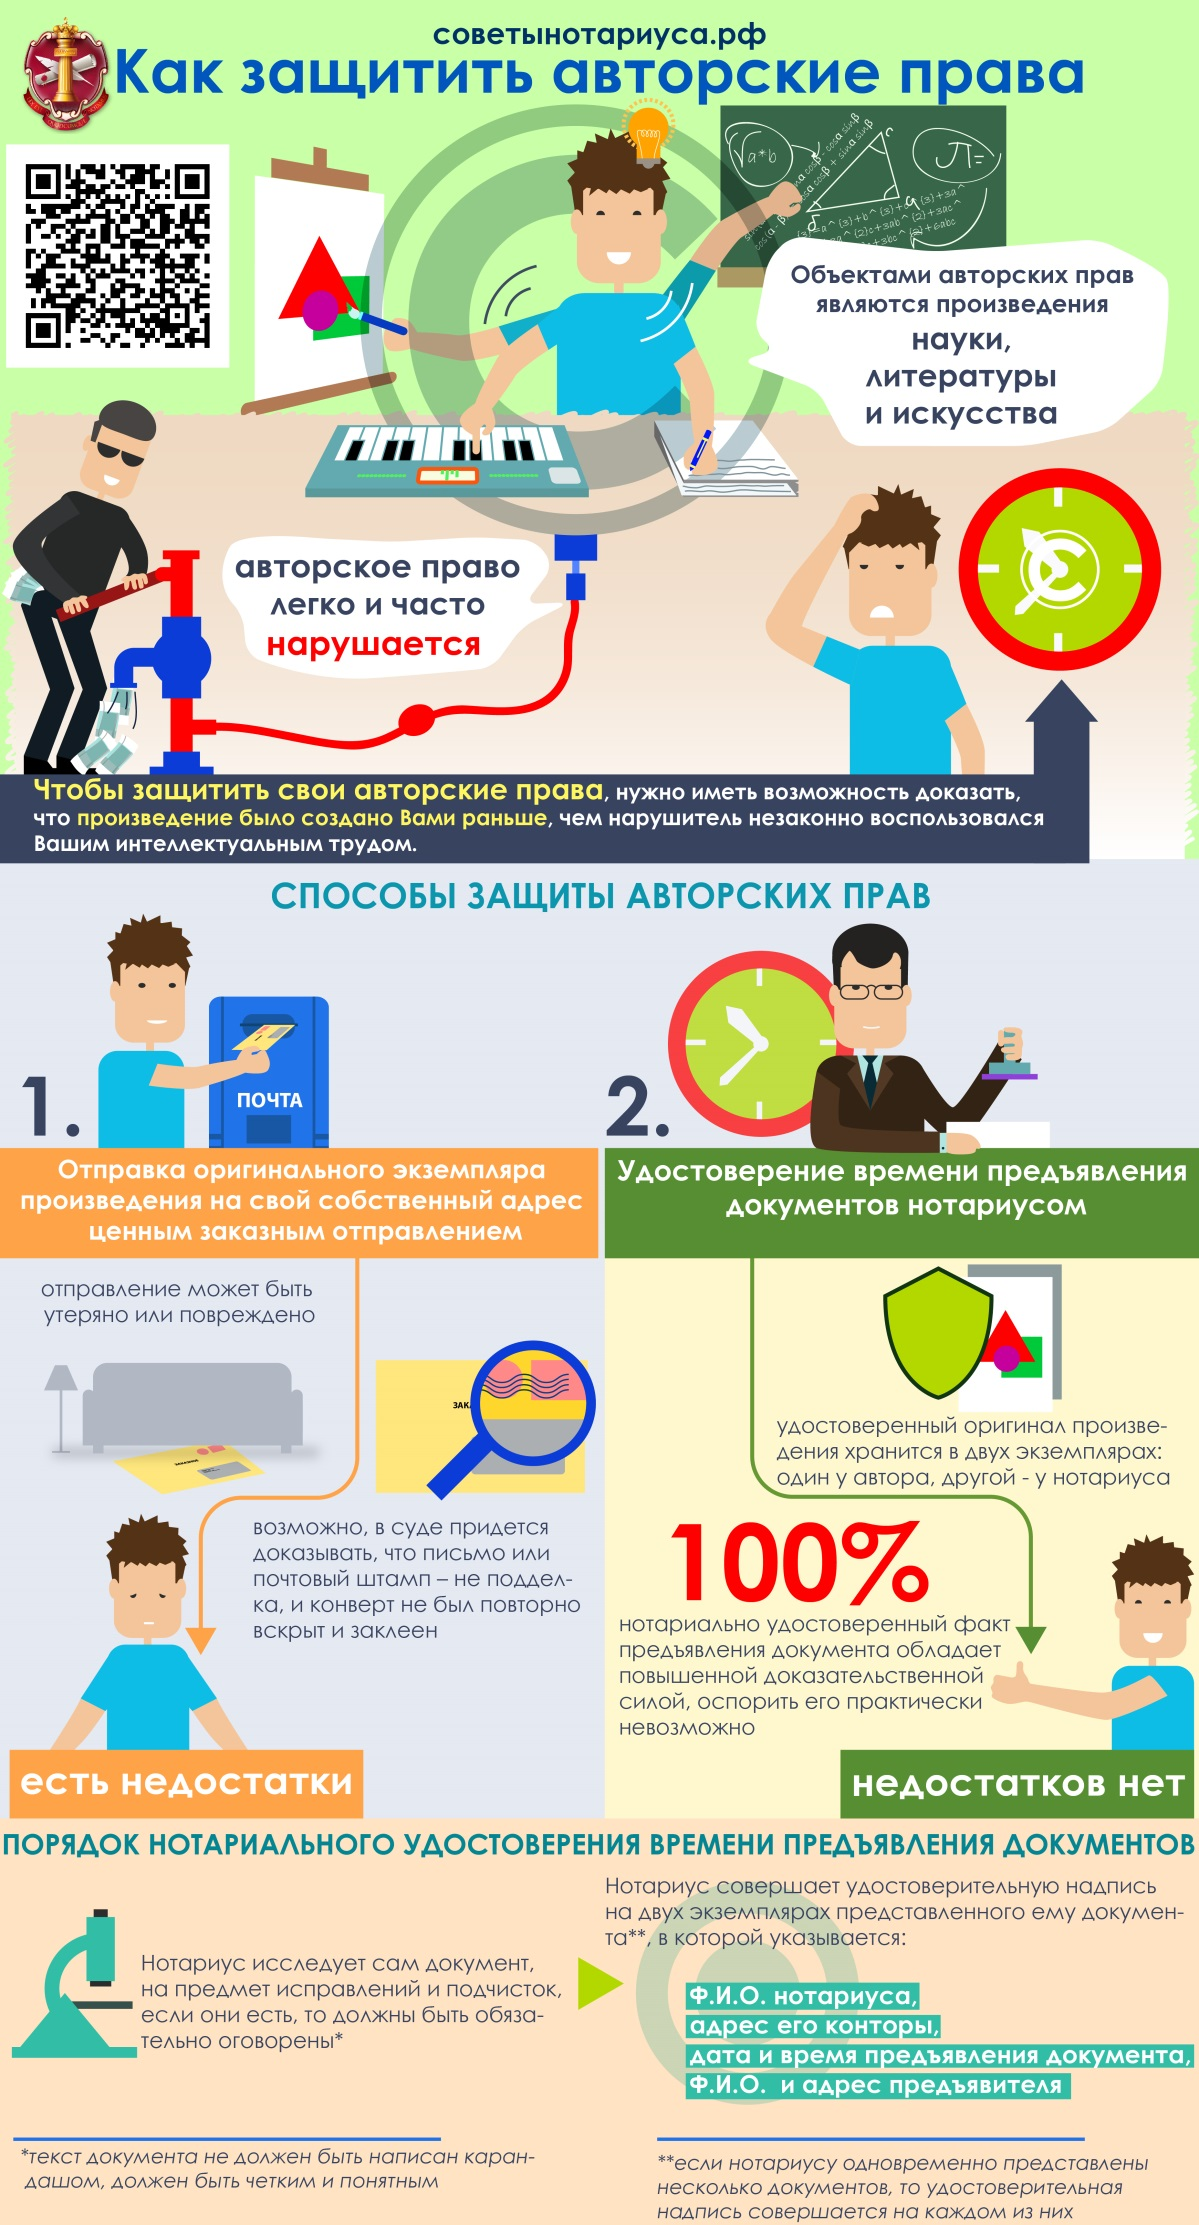 советынотариуса.рф
Как защитить авторские права
Объектами авторских прав
являются произведения
науки,
литературы
и искусства
авторское право
легко и часто
нарушается
Чтобы защитить свои авторские права, нужно иметь возможность доказать,
что произведение было создано Вами раньше, чем нарушитель незаконно воспользовался
Вашим интеллектуальным трудом.
СПОСОБЫ ЗАЩИТЫ АВТОРСКИХ ПРАВ
1.
ПОЧТА
Отправка оригинального экземпляра
произведения на свой собственный адрес
ценным заказным отправлением
отправление может быть
утеряно или повреждено
ЗАК
возможно, в суде придется
доказывать, что письмо или
почтовый штамп – не поддел-
ка, и конверт не был повторно
вскрыт и заклеен
есть недостатки
2.
Удостоверение времени предъявления
документов нотариусом
удостоверенный оригинал произве-
дения хранится в двух экземплярах:
один у автора, другой - у нотариуса
100%
нотариально удостоверенный факт
предъявления документа обладает
повышенной доказательственной
силой, оспорить его практически
невозможно
недостатков нет
ПОРЯДОК НОТАРИАЛЬНОГО УДОСТОВЕРЕНИЯ ВРЕМЕНИ ПРЕДЪЯВЛЕНИЯ ДОКУМЕНТОВ
Нотариус исследует сам документ,
на предмет исправлений и подчисток,
если они есть, то должны быть обяза-
тельно оговорены*
Нотариус совершает удостоверительную надпись
на двух экземплярах представленного ему докумен-
та**, в которой указывается:
Ф.И.О. нотариуса,
адрес его конторы,
дата и время предъявления документа,
Ф.И.О. и адрес предъявителя
*текст документа не должен быть написан каран-
дашом, должен быть четким и понятным
**если нотариусу одновременно представлены
несколько документов, то удостоверительная
надпись совершается на каждом из них